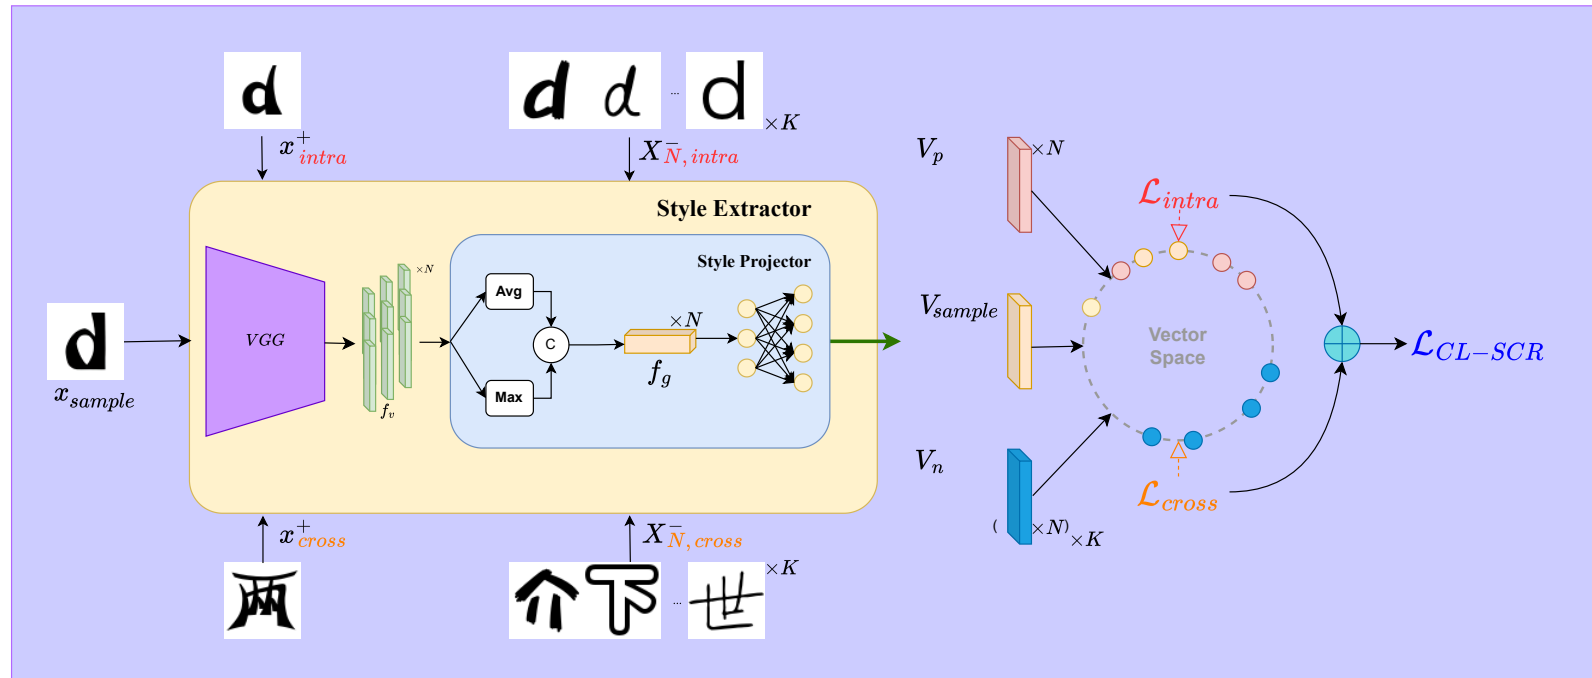 d
d d ... d ×K
x⁺intra
X⁻N, intra
Vp
×N
Lintra
Style Extractor
Style Projector
×N
Avg
×N
VGG
C
Vsample
Vector
Space
LCL−SCR
d
xsample
fg
Max
fv
Vn
Lcross
( ×N) ×K
x⁺cross
X⁻N, cross
两
介 下 ... 世 ×K